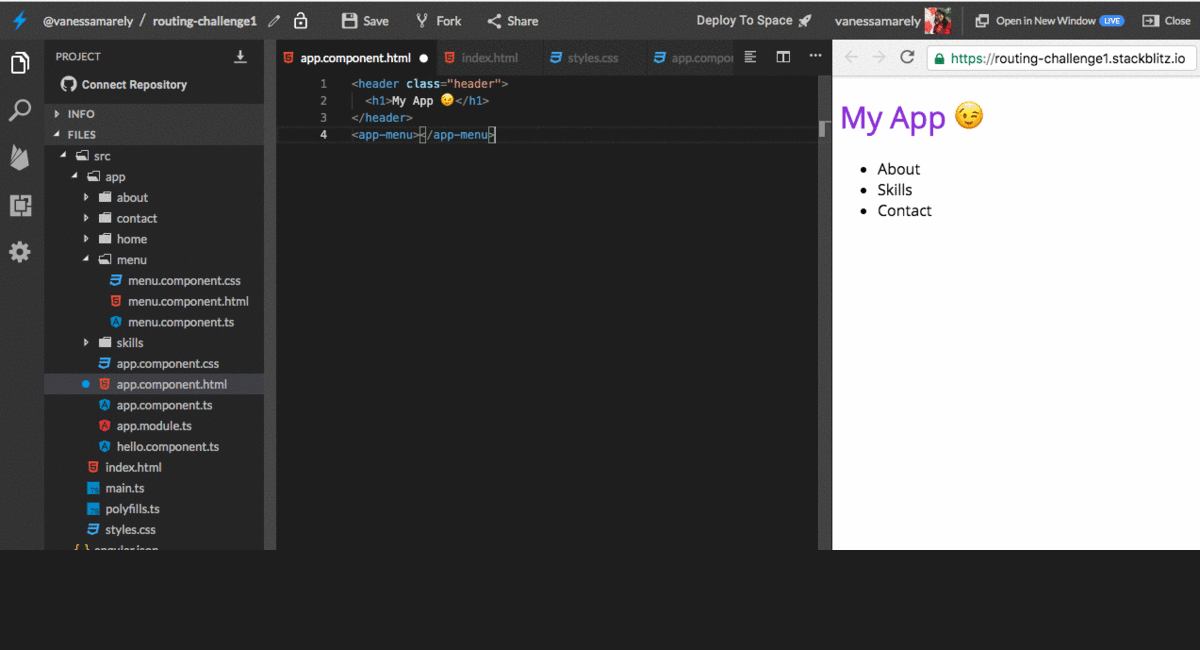 @vanessamarely / routing-challenge1 Save Fork Share Deploy To Space vanessamarely Open in New Window LIVE Close
PROJECT
Connect Repository
INFO
FILES
src
app
about
contact
home
menu
menu.component.css
menu.component.html
menu.component.ts
skills
app.component.css
app.component.html
app.component.ts
app.module.ts
hello.component.ts
index.html
main.ts
polyfills.ts
styles.css
{ } angular.json
app.component.html index.html styles.css app.compor
1 <header class="header">
2 <h1>My App 😉</h1>
3 </header>
4 <app-menu></app-menu>
https://routing-challenge1.stackblitz.io
My App 😉
• About
• Skills
• Contact